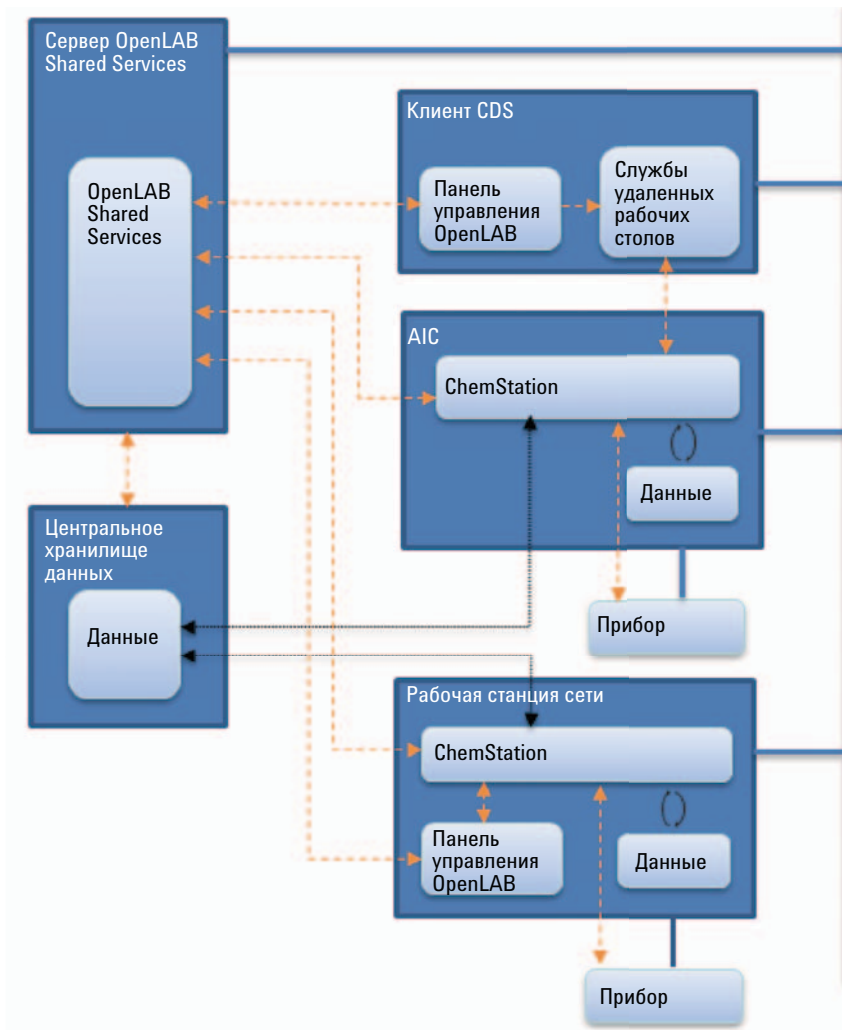 Сервер OpenLAB
Shared Services
OpenLAB
Shared
Services
Клиент CDS
Панель
управления
OpenLAB
Службы
удаленных
рабочих
столов
AIC
ChemStation
Данные
Прибор
Центральное
хранилище
данных
Данные
Рабочая станция сети
ChemStation
Панель
управления
OpenLAB
Данные
Прибор